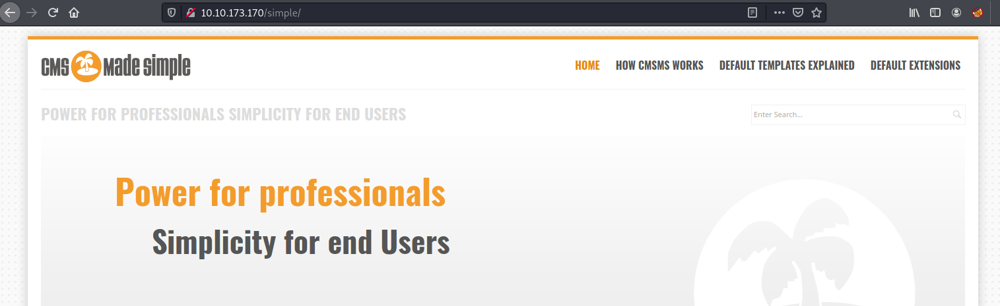 10.10.173.170/simple/
CMS Made Simple
HOME HOW CMSMS WORKS DEFAULT TEMPLATES EXPLAINED DEFAULT EXTENSIONS
POWER FOR PROFESSIONALS SIMPLICITY FOR END USERS
Enter Search...
Power for professionals
Simplicity for end Users